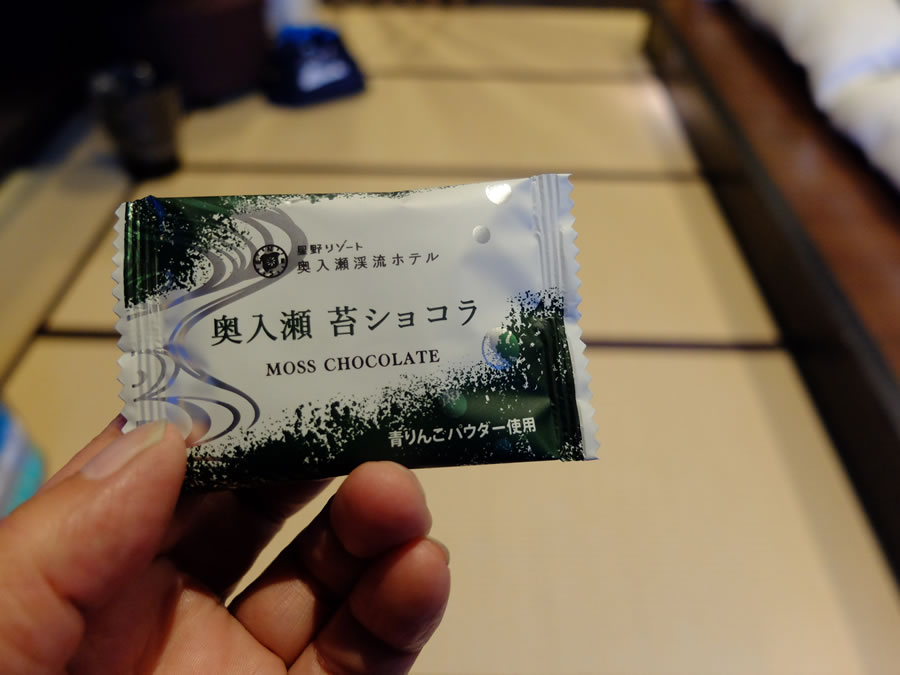 星野リゾート
奥入瀬渓流ホテル
奥入瀬 苔ショコラ
MOSS CHOCOLATE
青りんごパウダー使用